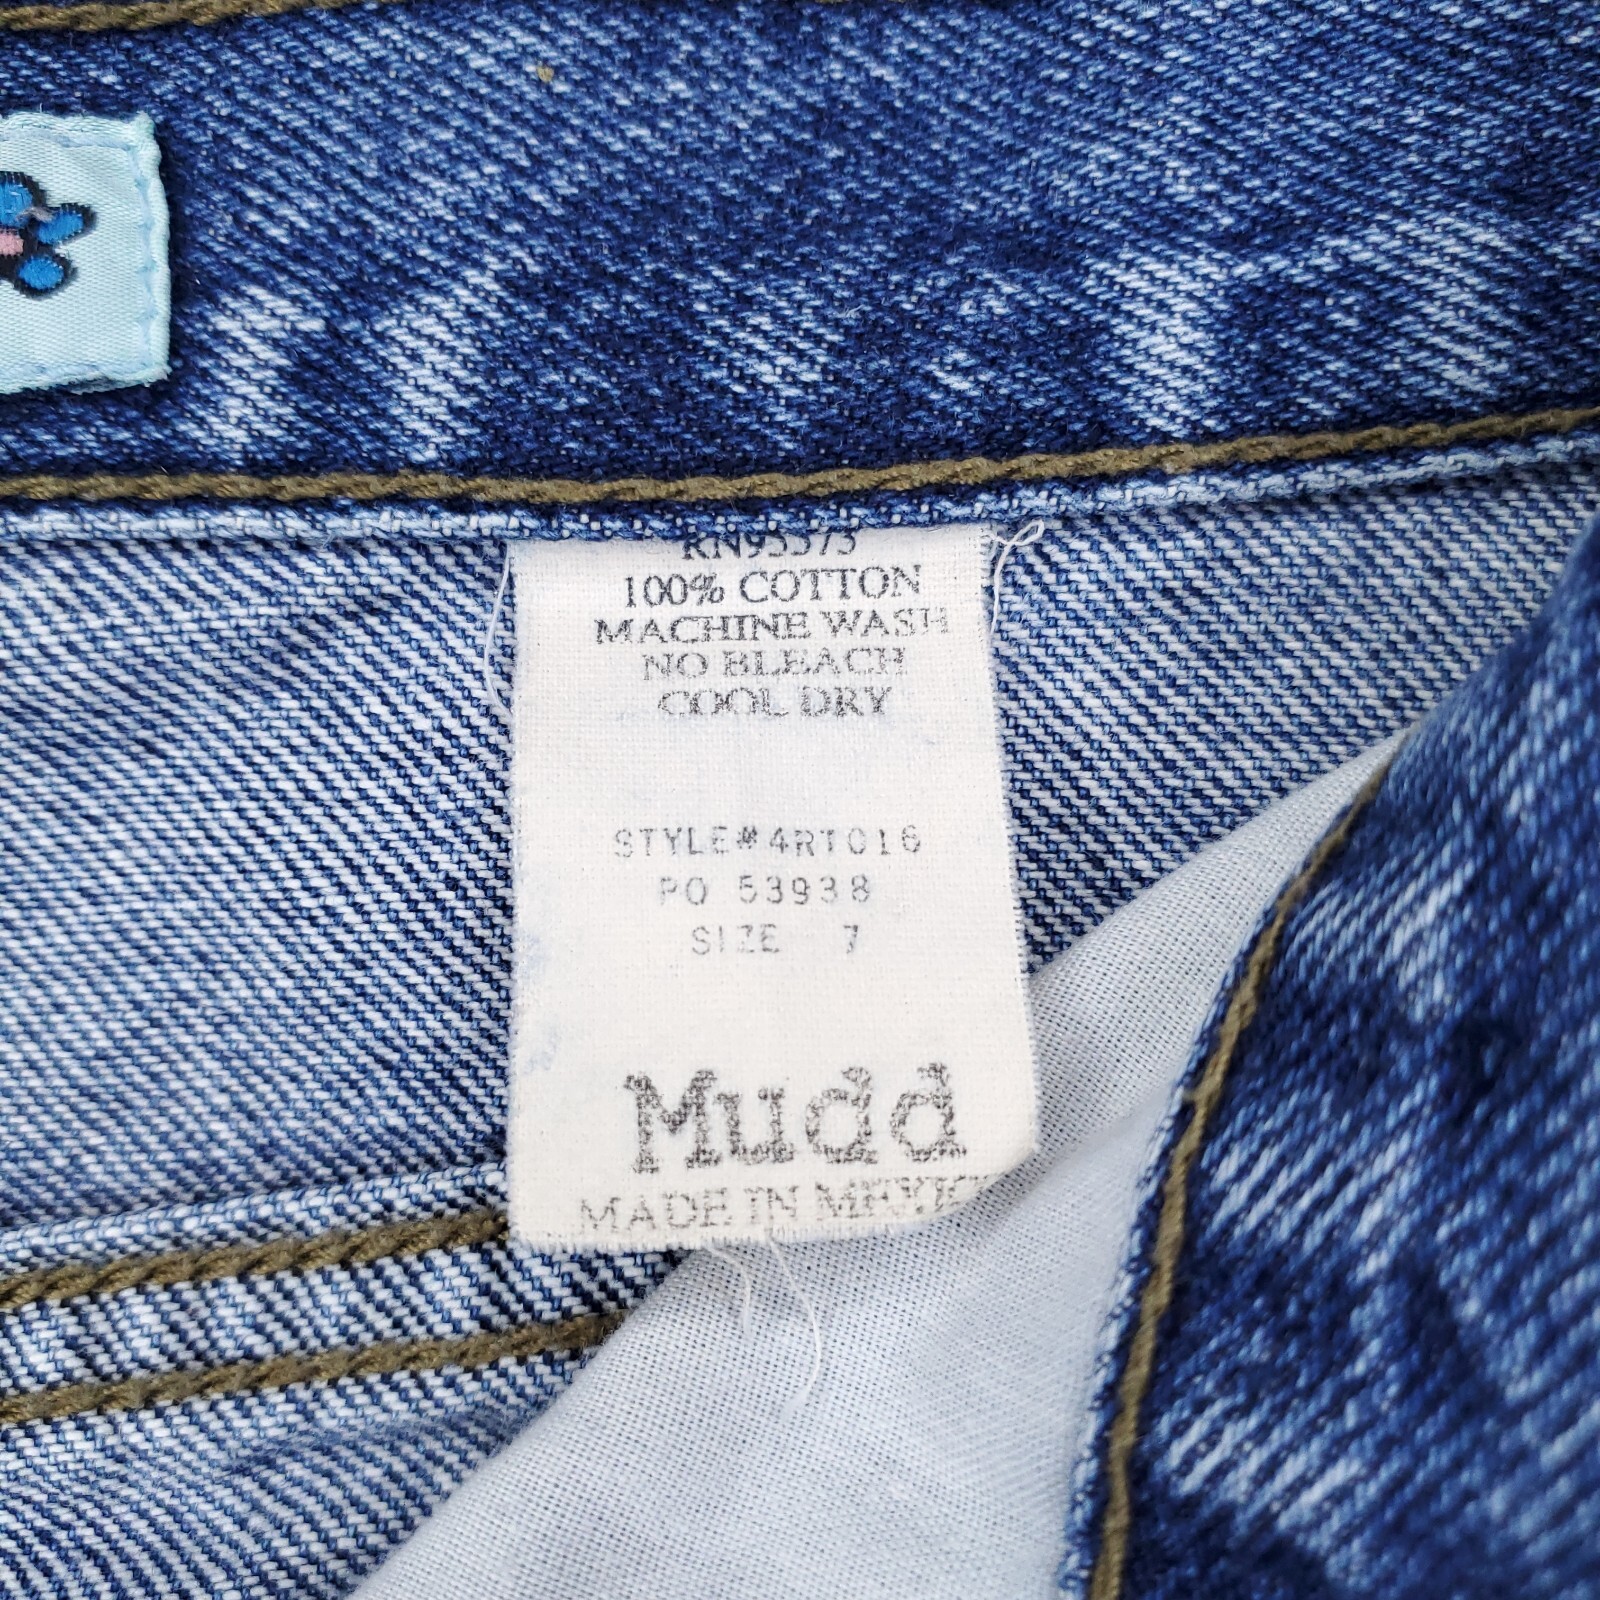 100% COTTON
MACHINE WASH
NO BLEACH
COOL DRY
STYLE#4RT016
PO 53938
SIZE 7
Mudd
MADE IN